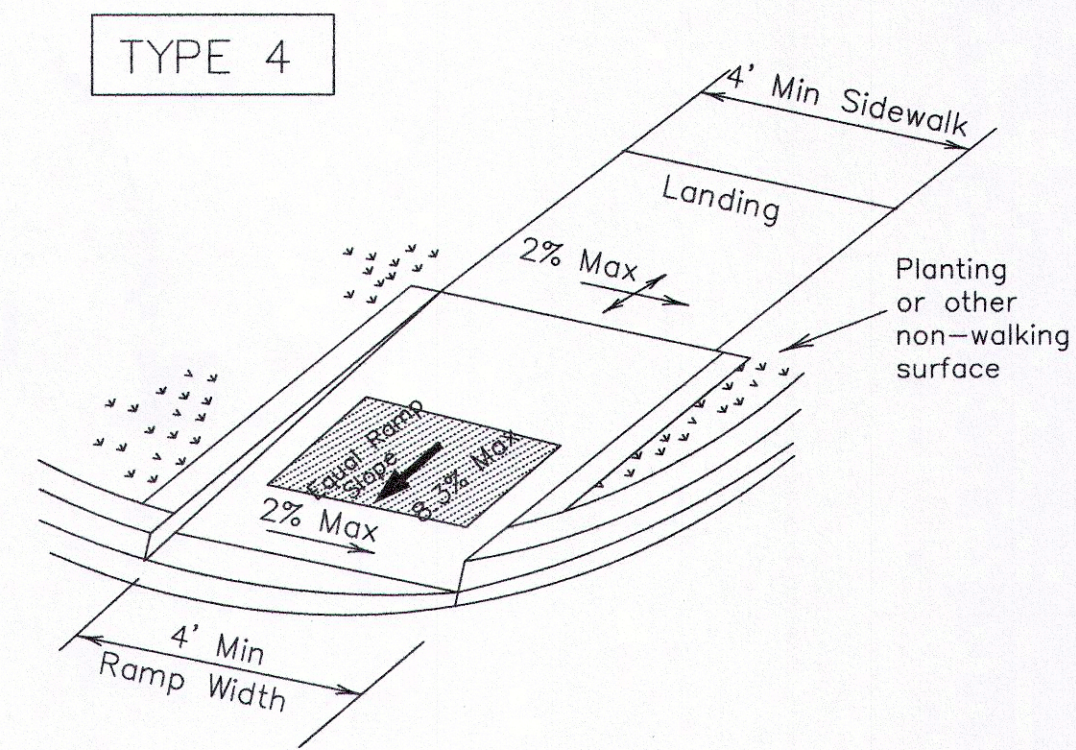 TYPE 4
4' Min Sidewalk
Landing
2% Max
Planting
or other
non-walking
surface
Equal Ramp
Slope
8.3% Max
2% Max
4' Min
Ramp Width